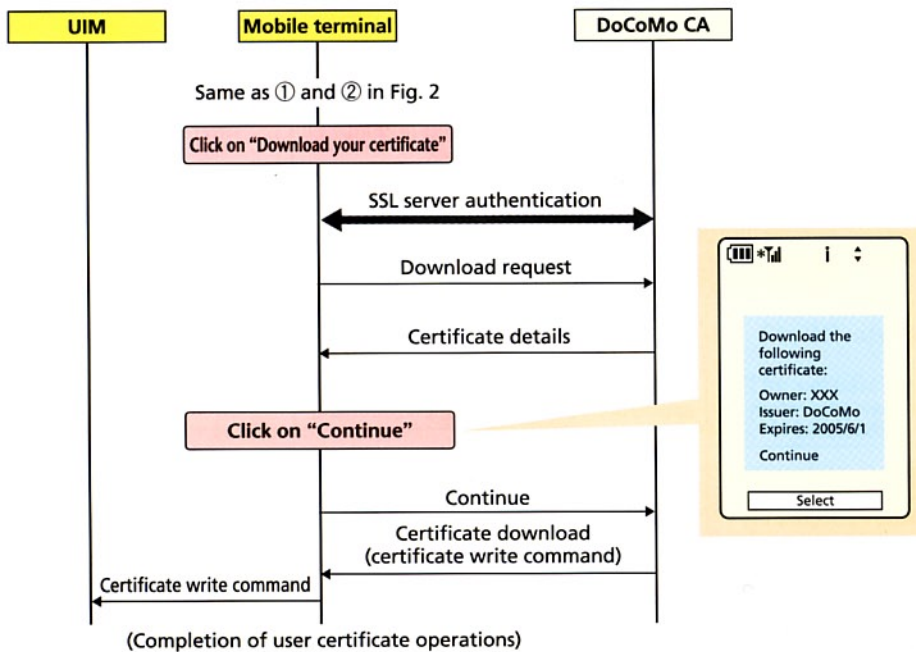 UIM
Mobile terminal
DoCoMo CA
Same as ① and ② in Fig. 2
Click on “Download your certificate”
SSL server authentication
Download request
Certificate details
Click on “Continue”
Continue
Certificate download
(certificate write command)
Certificate write command
(Completion of user certificate operations)
i
Download the
following
certificate:
Owner: XXX
Issuer: DoCoMo
Expires: 2005/6/1
Continue
Select